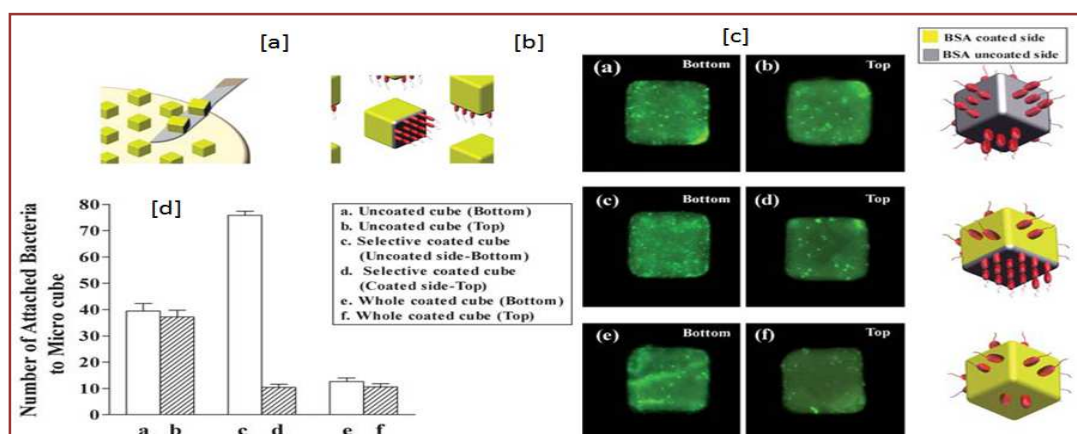 [a]
[b]
[c]
BSA coated side
BSA uncoated side
(a)
Bottom
(b)
Top
(c)
Bottom
(d)
Top
(e)
Bottom
(f)
Top
[d]
Number of Attached Bacteria
to Micro cube
80
70
60
50
40
30
20
10
0
a b c d e f
a. Uncoated cube (Bottom)
b. Uncoated cube (Top)
c. Selective coated cube
(Uncoated side-Bottom)
d. Selective coated cube
(Coated side-Top)
e. Whole coated cube (Bottom)
f. Whole coated cube (Top)